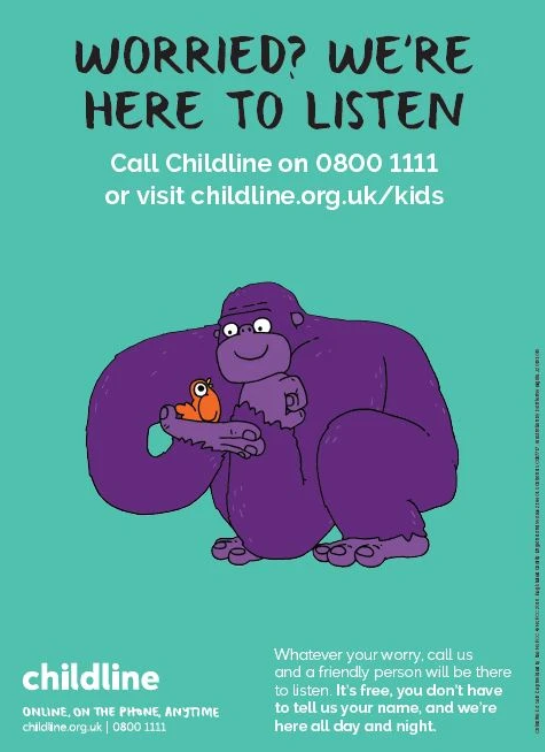 WORRIED? WE'RE
HERE TO LISTEN
Call Childline on 0800 1111
or visit childline.org.uk/kids
childline
ONLINE, ON THE PHONE, ANYTIME
childline.org.uk | 0800 1111
Whatever your worry, call us
and a friendly person will be there
to listen. It's free, you don't have
to tell us your name, and we're
here all day and night.